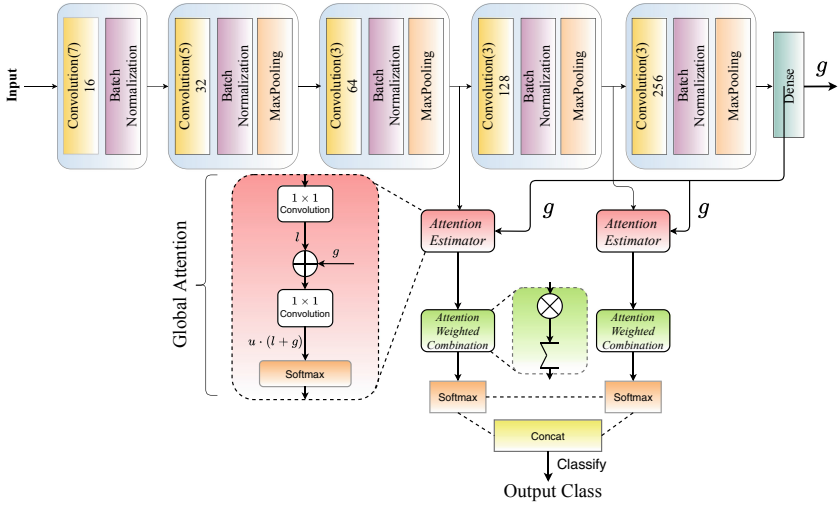 Input
Convolution(7)
16
Batch
Normalization
Convolution(5)
32
Batch
Normalization
MaxPooling
Convolution(3)
64
Batch
Normalization
MaxPooling
Convolution(3)
128
Batch
Normalization
MaxPooling
Convolution(3)
256
Batch
Normalization
MaxPooling
Dense
g
Global Attention
1 × 1
Convolution
l
g
1 × 1
Convolution
u · (l + g)
Softmax
Attention
Estimator
g
Attention
Estimator
g
Attention
Weighted
Combination
Attention
Weighted
Combination
Softmax
Softmax
Concat
Classify
Output Class